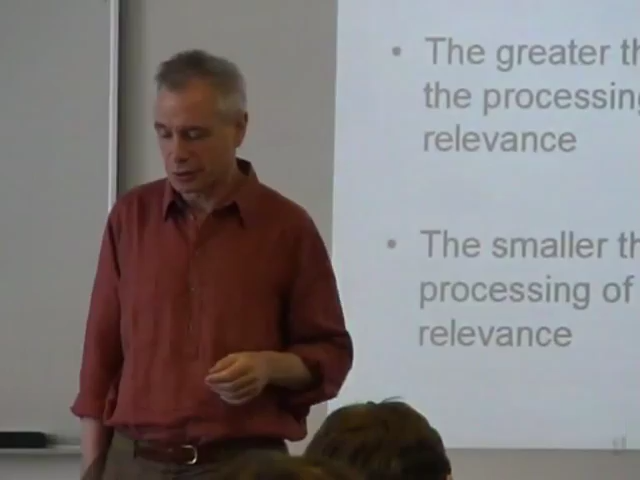 • The greater th
the processing
relevance
• The smaller th
processing of
relevance